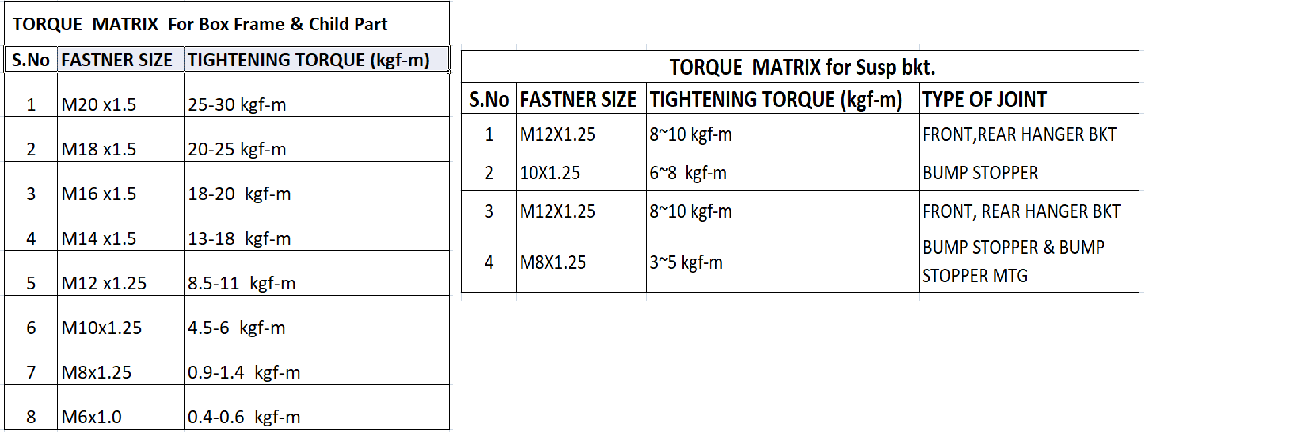 TORQUE MATRIX For Box Frame & Child Part
S.No FASTNER SIZE TIGHTENING TORQUE (kgf-m)
1 M20 x1.5 25-30 kgf-m
2 M18 x1.5 20-25 kgf-m
3 M16 x1.5 18-20 kgf-m
4 M14 x1.5 13-18 kgf-m
5 M12 x1.25 8.5-11 kgf-m
6 M10x1.25 4.5-6 kgf-m
7 M8x1.25 0.9-1.4 kgf-m
8 M6x1.0 0.4-0.6 kgf-m
TORQUE MATRIX for Susp bkt.
S.No FASTNER SIZE TIGHTENING TORQUE (kgf-m) TYPE OF JOINT
1 M12X1.25 8~10 kgf-m FRONT,REAR HANGER BKT
2 10X1.25 6~8 kgf-m BUMP STOPPER
3 M12X1.25 8~10 kgf-m FRONT, REAR HANGER BKT
4 M8X1.25 3~5 kgf-m BUMP STOPPER & BUMP
STOPPER MTG